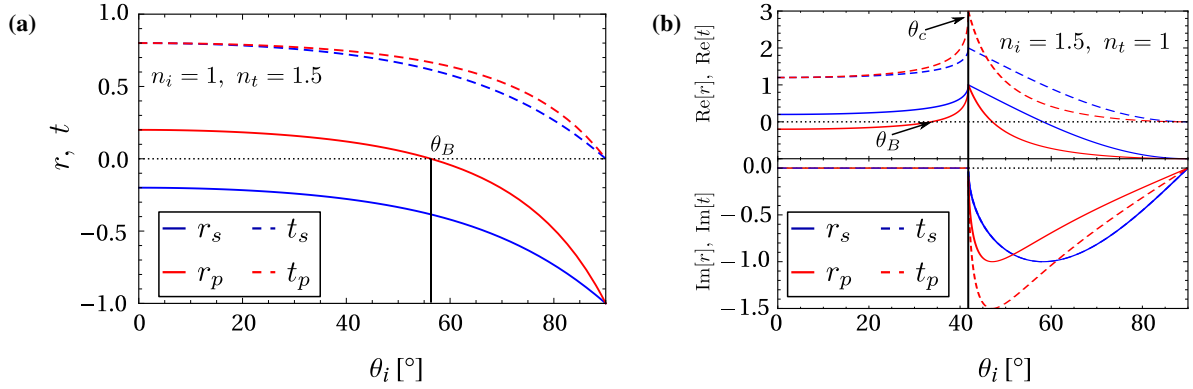 (a)
1.0
0.5
0.0
−0.5
−1.0
r, t
n_i = 1, n_t = 1.5
θ_B
r_s t_s
r_p t_p
0 20 40 60 80
θ_i [°]
(b)
3
2
1
0
Re[r], Re[t]
θ_c
n_i = 1.5, n_t = 1
θ_B
0.0
−0.5
−1.0
−1.5
Im[r], Im[t]
r_s t_s
r_p t_p
0 20 40 60 80
θ_i [°]